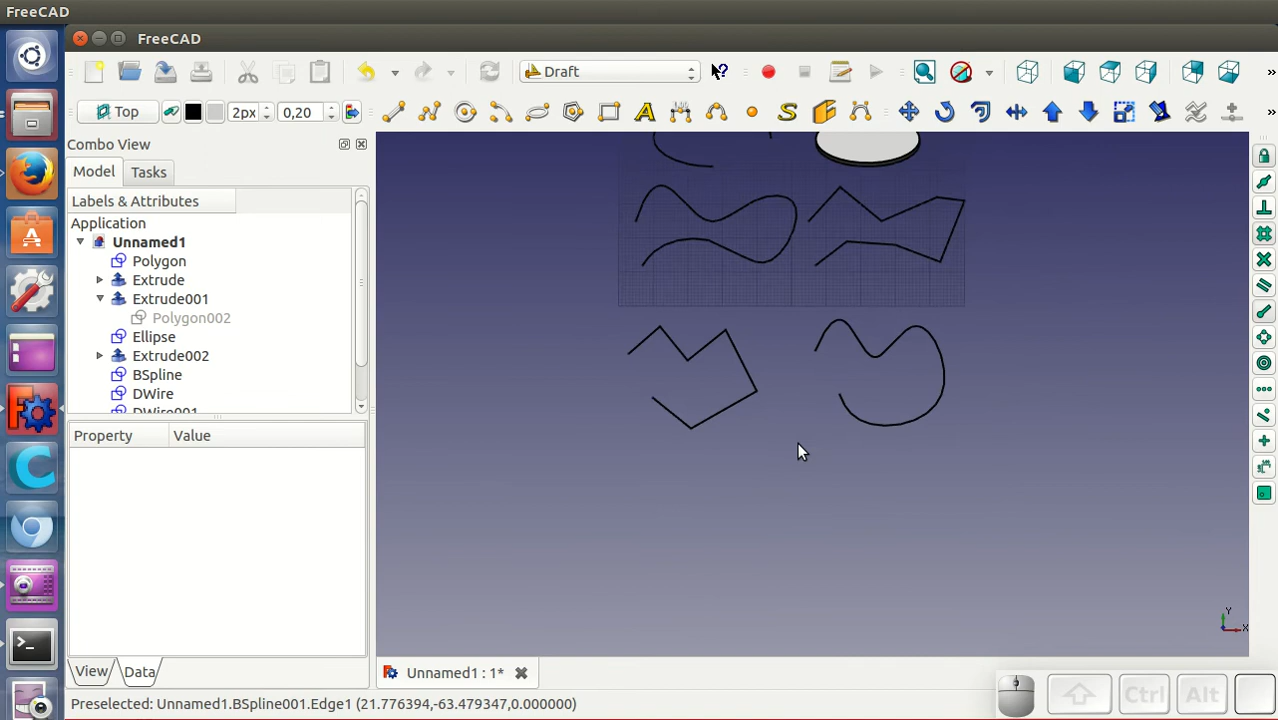 FreeCAD
FreeCAD
Draft
Top
2px
0,20
A
S
Combo View
Model
Tasks
Labels & Attributes
Application
Unnamed1
Polygon
Extrude
Extrude001
Polygon002
Ellipse
Extrude002
BSpline
DWire
DWire001
Property
Value
View
Data
Unnamed1 : 1*
Y
X
Preselected: Unnamed1.BSpline001.Edge1 (21.776394,-63.479347,0.000000)
Ctrl
Alt